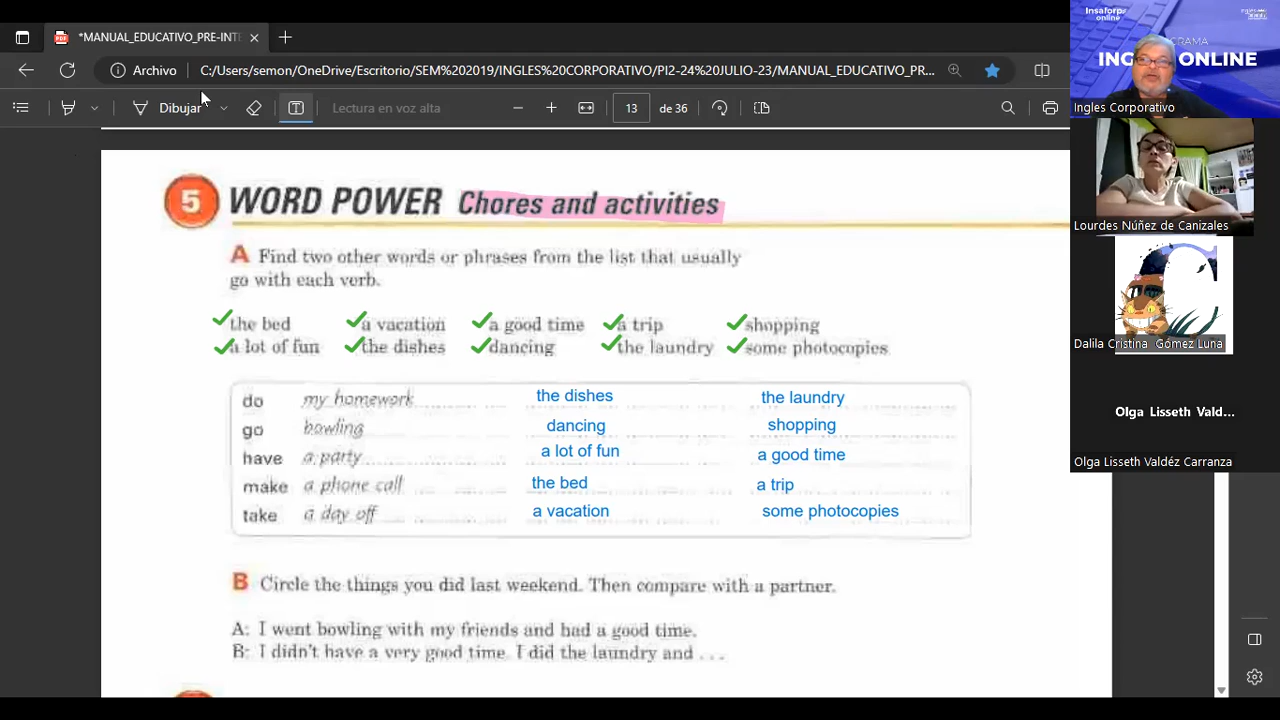 *MANUAL_EDUCATIVO_PRE-INTE
Archivo
C:/Users/semon/OneDrive/Escritorio/SEM%202019/INGLES%20CORPORATIVO/PI2-24%20JULIO-23/MANUAL_EDUCATIVO_PR...
Dibujar
Lectura en voz alta
13
de 36
5 WORD POWER Chores and activities
A Find two other words or phrases from the list that usually
go with each verb.
the bed a vacation a good time a trip shopping
a lot of fun the dishes dancing the laundry some photocopies
do my homework the dishes the laundry
go bowling dancing shopping
have a party a lot of fun a good time
make a phone call the bed a trip
take a day off a vacation some photocopies
B Circle the things you did last weekend. Then compare with a partner.
A: I went bowling with my friends and had a good time.
B: I didn't have a very good time. I did the laundry and ...
Insaforp
online
ONLINE
Ingles Corporativo
Lourdes Núñez de Canizales
Dalila Cristina Gómez Luna
Olga Lisseth Vald...
Olga Lisseth Valdéz Carranza